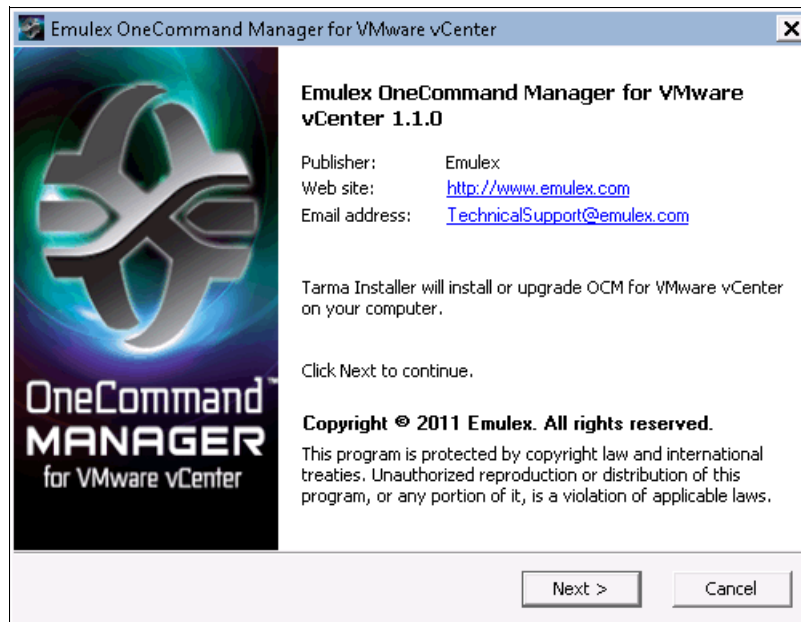 Emulex OneCommand Manager for VMware vCenter
Emulex OneCommand Manager for VMware
vCenter 1.1.0
Publisher: Emulex
Web site: http://www.emulex.com
Email address: TechnicalSupport@emulex.com
Tarma Installer will install or upgrade OCM for VMware vCenter
on your computer.
Click Next to continue.
OneCommand™
MANAGER
for VMware vCenter
Copyright © 2011 Emulex. All rights reserved.
This program is protected by copyright law and international
treaties. Unauthorized reproduction or distribution of this
program, or any portion of it, is a violation of applicable laws.
Next >
Cancel